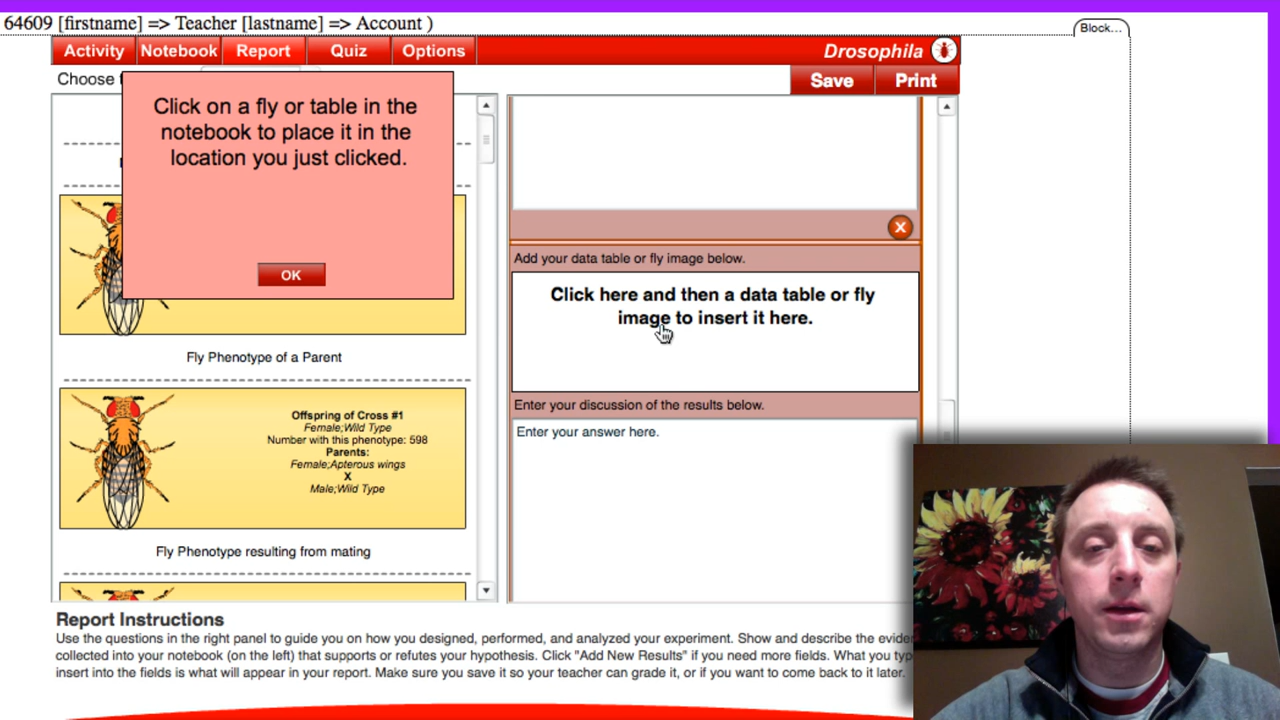 64609 [firstname] => Teacher [lastname] => Account )
Block...
Activity Notebook Report Quiz Options Drosophila
Choose
Save Print
Click on a fly or table in the
notebook to place it in the
location you just clicked.
OK
Fly Phenotype of a Parent
Offspring of Cross #1
Female;Wild Type
Number with this phenotype: 598
Parents:
Female;Apterous wings
X
Male;Wild Type
Fly Phenotype resulting from mating
X
Add your data table or fly image below.
Click here and then a data table or fly
image to insert it here.
Enter your discussion of the results below.
Enter your answer here.
Report Instructions
Use the questions in the right panel to guide you on how you designed, performed, and analyzed your experiment. Show and describe the
collected into your notebook (on the left) that supports or refutes your hypothesis. Click "Add New Results" if you need more fields. What you
insert into the fields is what will appear in your report. Make sure you save it so your teacher can grade it, or if you want to come back to it later.